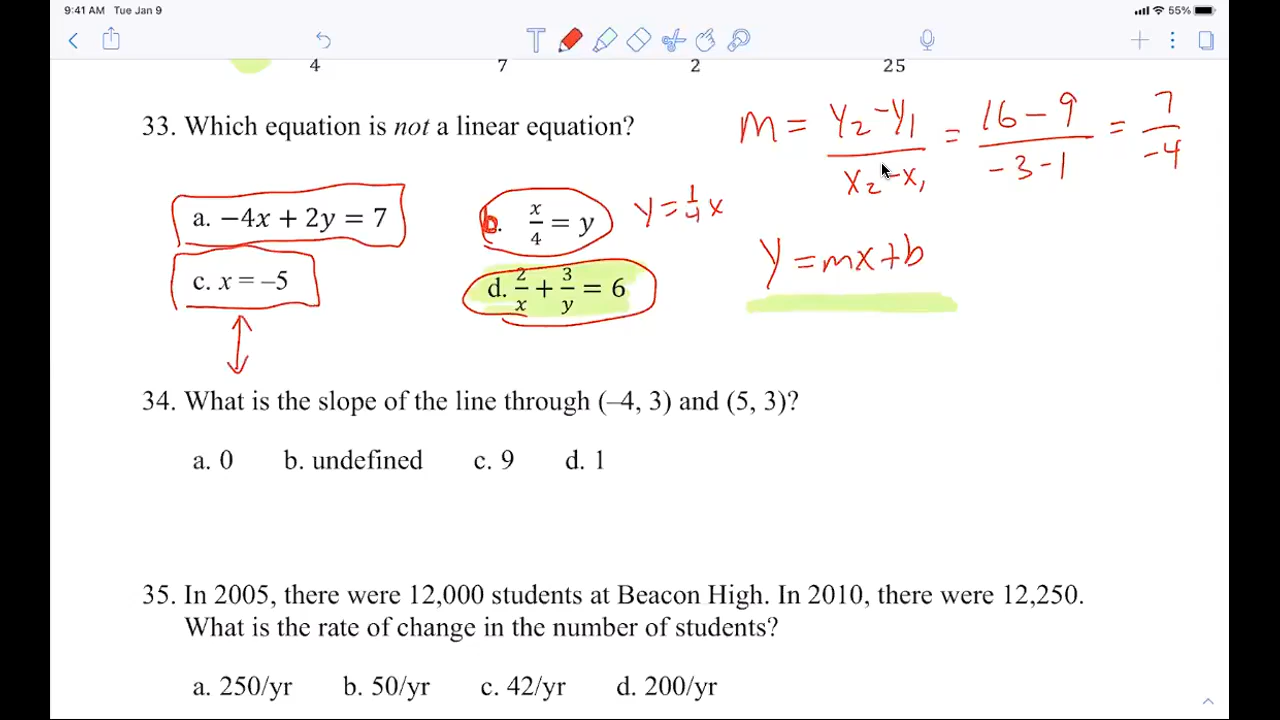 9:41 AM Tue Jan 9
55%
T
4 7 2 25
33. Which equation is not a linear equation?
m = y₂-y₁/x₂-x₁ = 16-9/-3-1 = 7/-4
a. −4x + 2y = 7
b. x/4 = y
y = 1/4 x
c. x = –5
d. 2/x + 3/y = 6
y = mx+b
34. What is the slope of the line through (–4, 3) and (5, 3)?
a. 0 b. undefined c. 9 d. 1
35. In 2005, there were 12,000 students at Beacon High. In 2010, there were 12,250.
What is the rate of change in the number of students?
a. 250/yr b. 50/yr c. 42/yr d. 200/yr